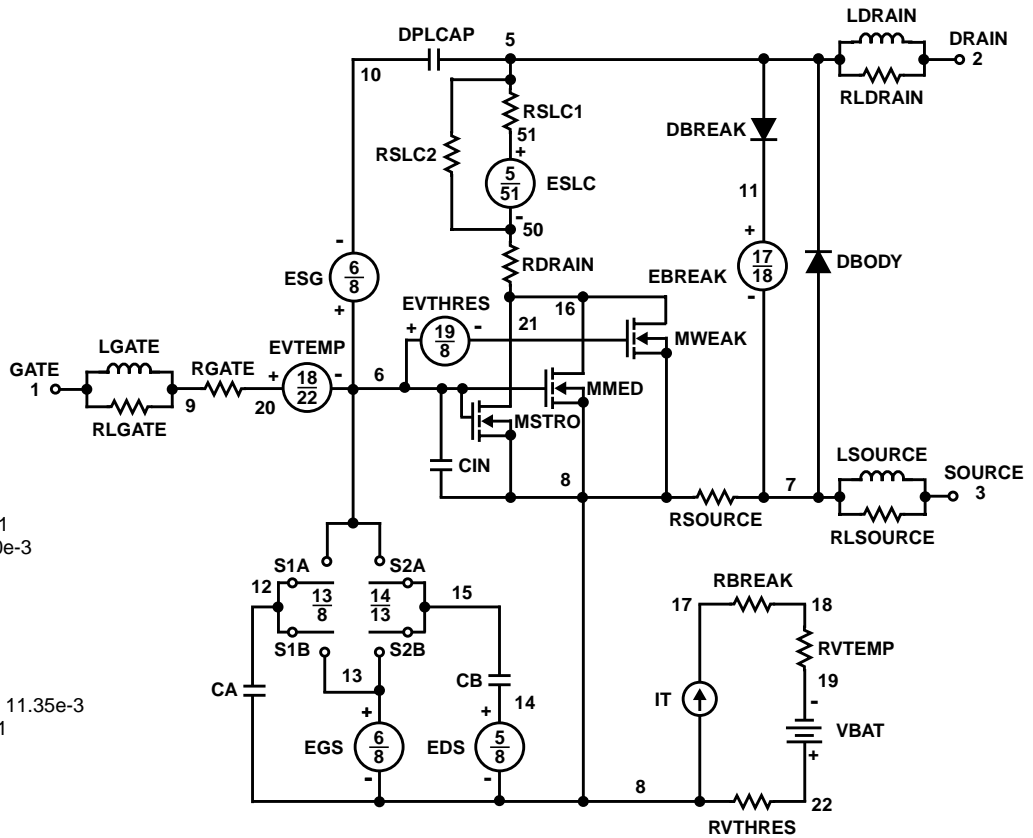 LDRAIN
DPLCAP 5 DRAIN
10 2
RLDRAIN
RSLC1
DBREAK
51
+
RSLC2
5
51
ESLC
11
-
50
+
-
17
18
RDRAIN
6
8
EBREAK
DBODY
ESG
EVTHRES
16
-
+
21
+
19
8
-
MWEAK
LGATE
EVTEMP
GATE
RGATE
1
+
18
22
-
6
MMED
9
20
MSTRO
RLGATE
LSOURCE
CIN
8
7
SOURCE
3
RSOURCE
RLSOURCE
1
0e-3
S1A
S2A
12
13
8
14
13
15
RBREAK
17
18
S1B
S2B
RVTEMP
13
CB
19
CA
14
IT
-
11.35e-3
1
+
+
VBAT
EGS
6
8
EDS
5
8
+
-
-
8
22
RVTHRES